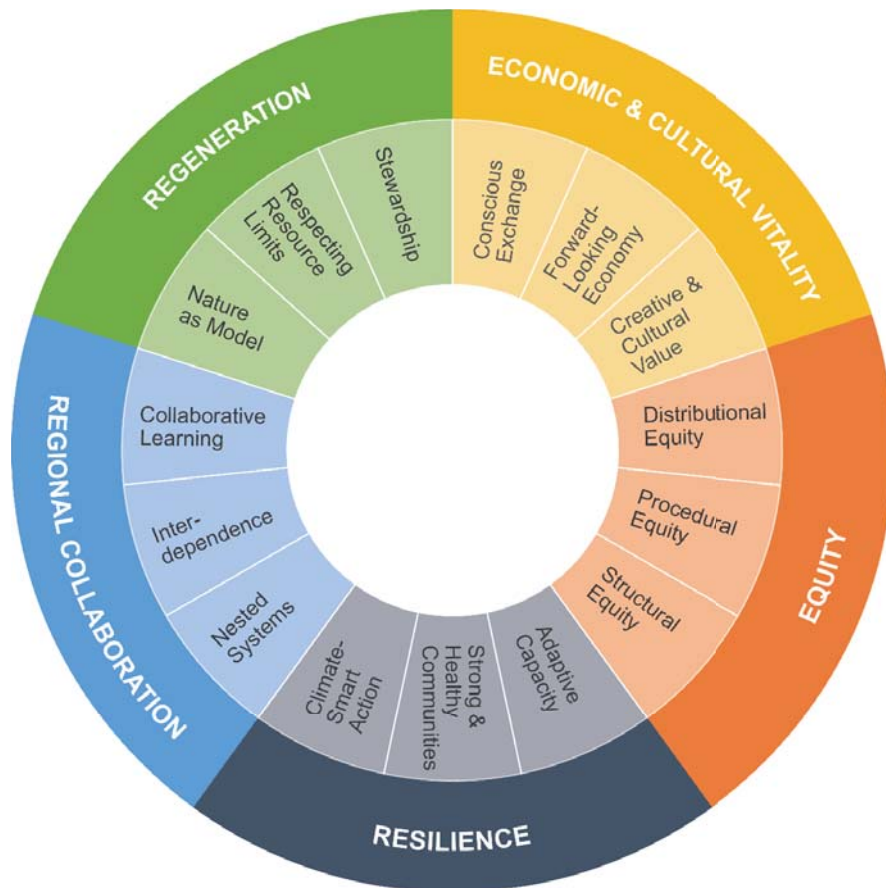 ECONOMIC & CULTURAL VITALITY
Conscious
Exchange
Forward-
Looking
Economy
Creative &
Cultural
Value
EQUITY
Distributional
Equity
Procedural
Equity
Structural
Equity
RESILIENCE
Adaptive
Capacity
Strong &
Healthy
Communities
Climate-
Smart
Action
REGIONAL COLLABORATION
Nested
Systems
Inter-
dependence
Collaborative
Learning
REGENERATION
Nature
as Model
Respecting
Resource
Limits
Stewardship